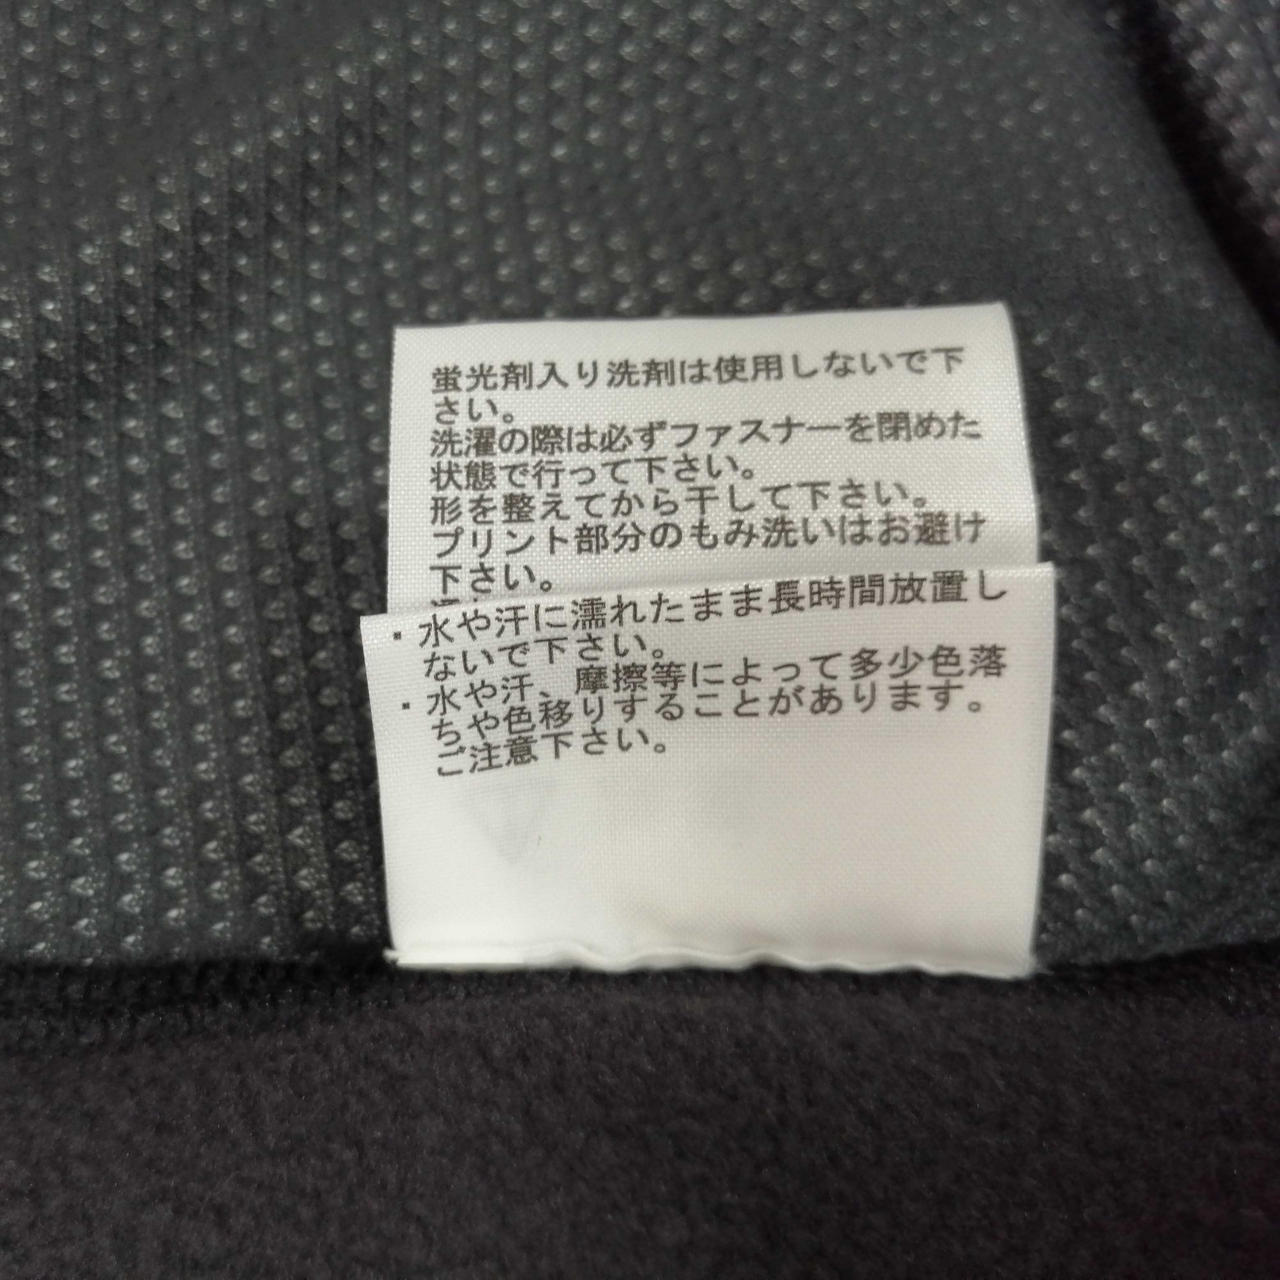 蛍光剤入り洗剤は使用しないで下
さい。
洗濯の際は必ずファスナーを閉めた
状態で行って下さい。
形を整えてから干して下さい。
プリント部分のもみ洗いはお避け
下さい。
・水や汗に濡れたまま長時間放置し
ないで下さい。
・水や汗、摩擦等によって多少色落
ちや色移りすることがあります。
ご注意下さい。